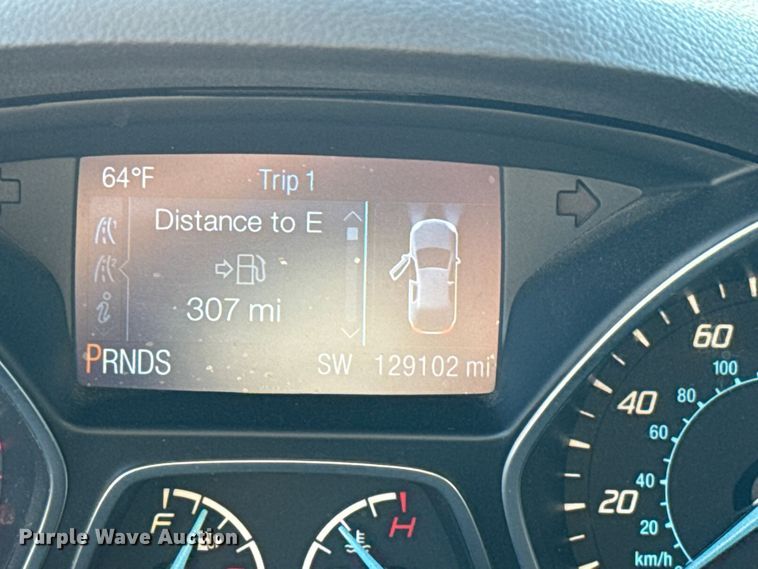 64°F Trip 1
Distance to E
307 mi
PRNDS SW 129102 mi
60
100
80
40
60
40
20
20
km/h
F
H
Purple Wave Auction